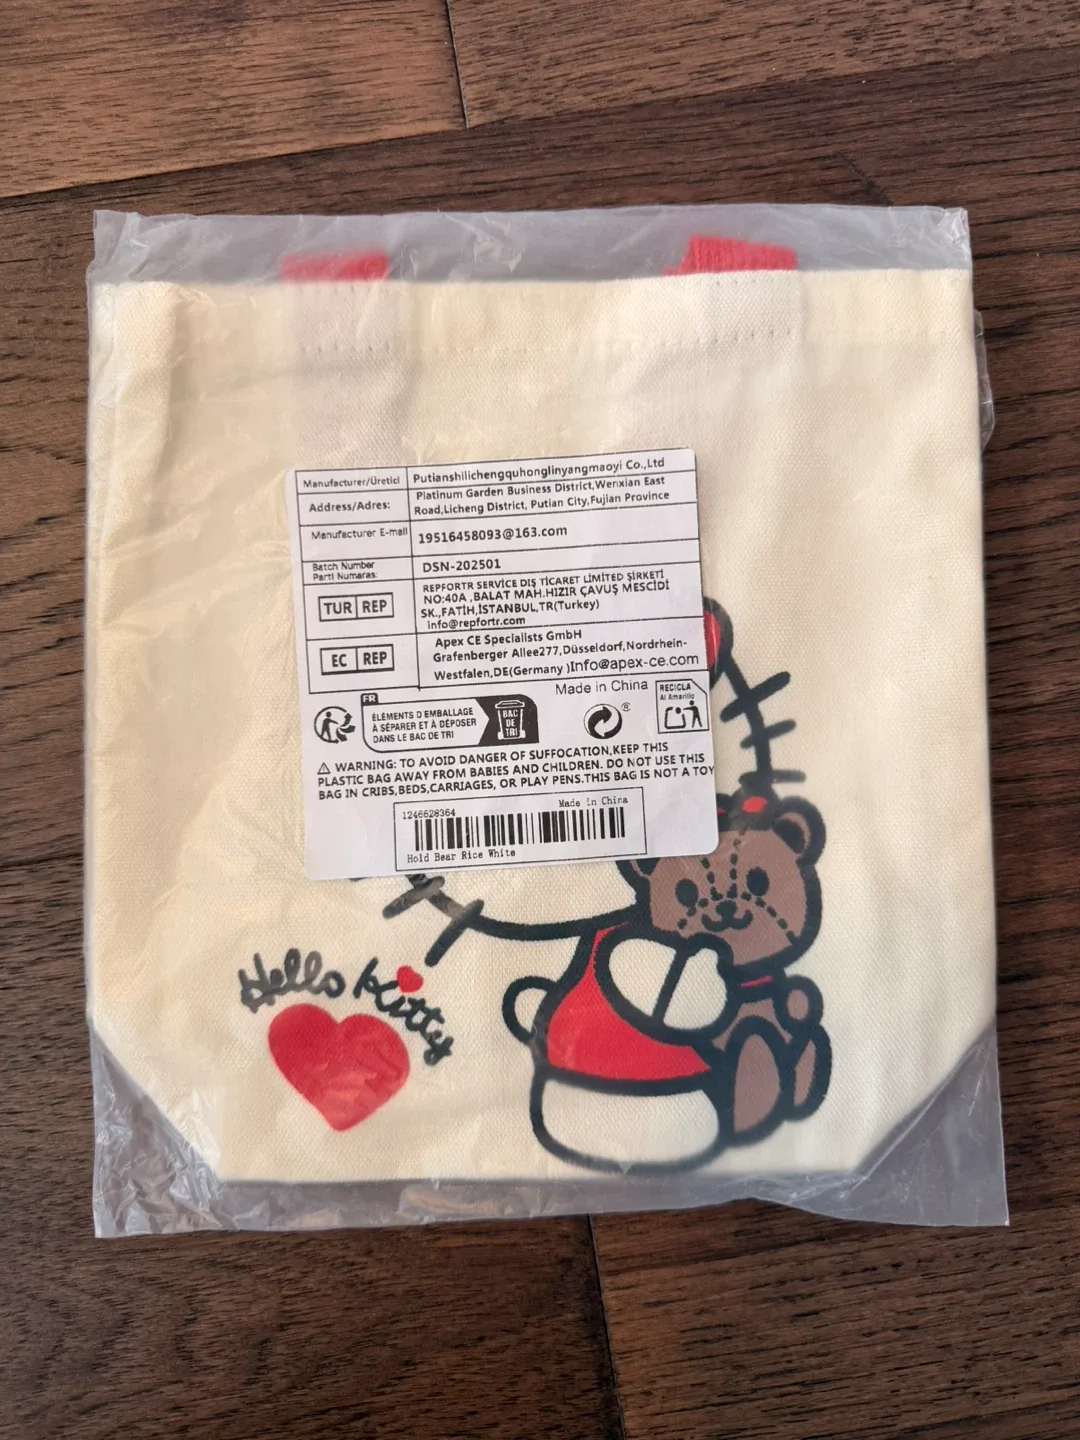 Manufacturer/Üretici Putianshilichengquhonglinyangmaoyi Co.,Ltd
Address/Adres: Platinum Garden Business District,Wenxian East
Road,Licheng District, Putian City,Fujian Province
Manufecturer E-mail 19516458093@163.com
Batch Number
Parti Numaras: DSN-202501
TUR REP REPFORTR SERVICE DIŞ TİCARET LİMİTED ŞİRKETİ
NO:40A ,BALAT MAH.HIZIR ÇAVUŞ MESCİDİ
SK.,FATİH,İSTANBUL,TR(Turkey)
info@repfortr.com
EC REP Apex CE Specialists GmbH
Grafenberger Allee277,Düsseldorf,Nordrhein-
Westfalen,DE(Germany )Info@apex-ce.com
Made in China
FR
ÉLÉMENTS D EMBALLAGE
À SÉPARER ET À DÉPOSER
DANS LE BAC DE TRI
BAC
DE
TRI
®
RECICLA
Al Amarillo
⚠ WARNING: TO AVOID DANGER OF SUFFOCATION,KEEP THIS
PLASTIC BAG AWAY FROM BABIES AND CHILDREN. DO NOT USE THIS
BAG IN CRIBS,BEDS,CARRIAGES, OR PLAY PENS.THIS BAG IS NOT A TOY
1246628364 Made in China
Hold Bear Rice White
Hello Kitty